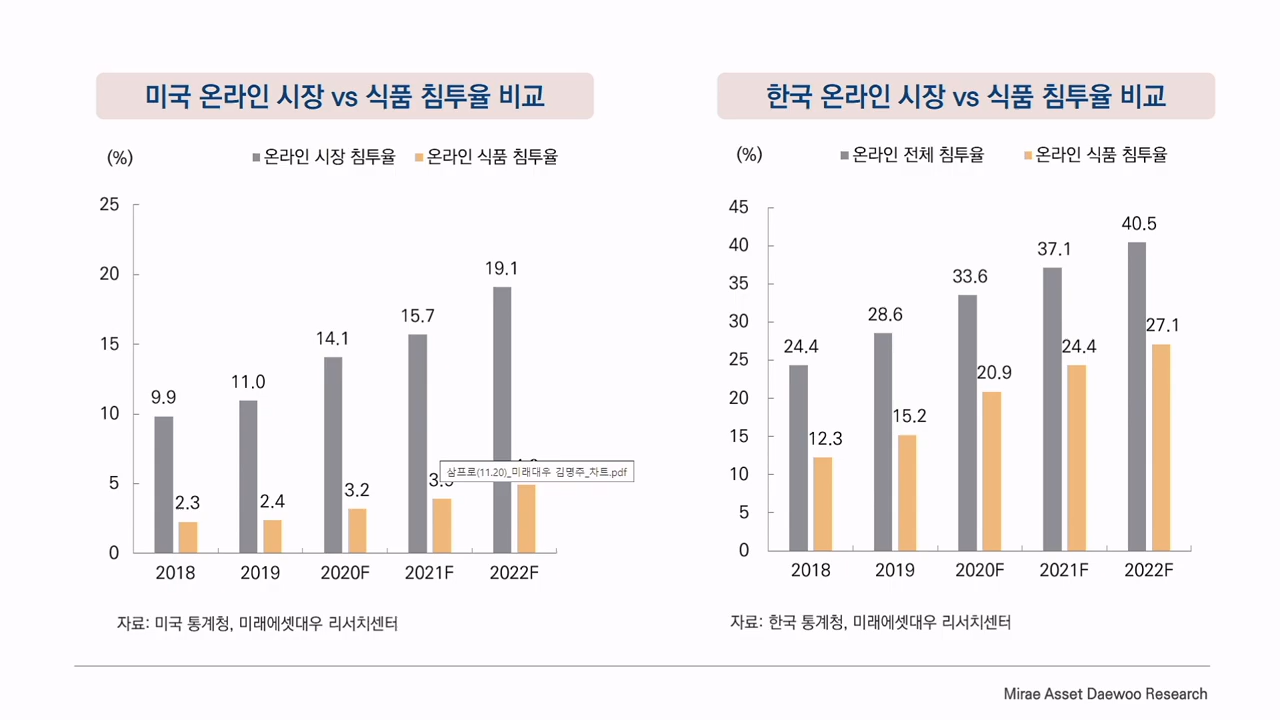 미국 온라인 시장 vs 식품 침투율 비교
(%)
온라인 시장 침투율
온라인 식품 침투율
25
20
15
10
5
0
9.9
2.3
11.0
2.4
14.1
3.2
15.7
19.1
삼프로(11.20)_미래대우 김명주_차트.pdf
2018
2019
2020F
2021F
2022F
자료: 미국 통계청, 미래에셋대우 리서치센터
한국 온라인 시장 vs 식품 침투율 비교
(%)
온라인 전체 침투율
온라인 식품 침투율
45
40
35
30
25
20
15
10
5
0
24.4
12.3
28.6
15.2
33.6
20.9
37.1
24.4
40.5
27.1
2018
2019
2020F
2021F
2022F
자료: 한국 통계청, 미래에셋대우 리서치센터
Mirae Asset Daewoo Research